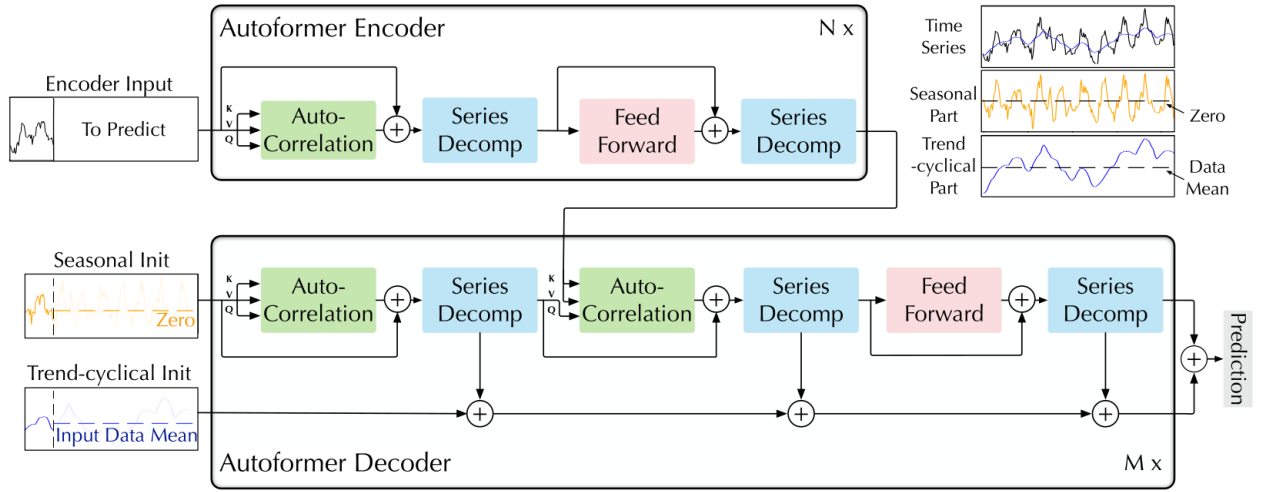 Autoformer Encoder
N x
Encoder Input
To Predict
K
V
Q
Auto-
Correlation
+
Series
Decomp
Feed
Forward
+
Series
Decomp
Time
Series
Seasonal
Part
Zero
Trend
-cyclical
Part
Data
Mean
Seasonal Init
Zero
K
V
Q
Auto-
Correlation
+
Series
Decomp
K
V
Q
Auto-
Correlation
+
Series
Decomp
Feed
Forward
+
Series
Decomp
+
Prediction
Trend-cyclical Init
Input Data Mean
+
+
+
Autoformer Decoder
M x